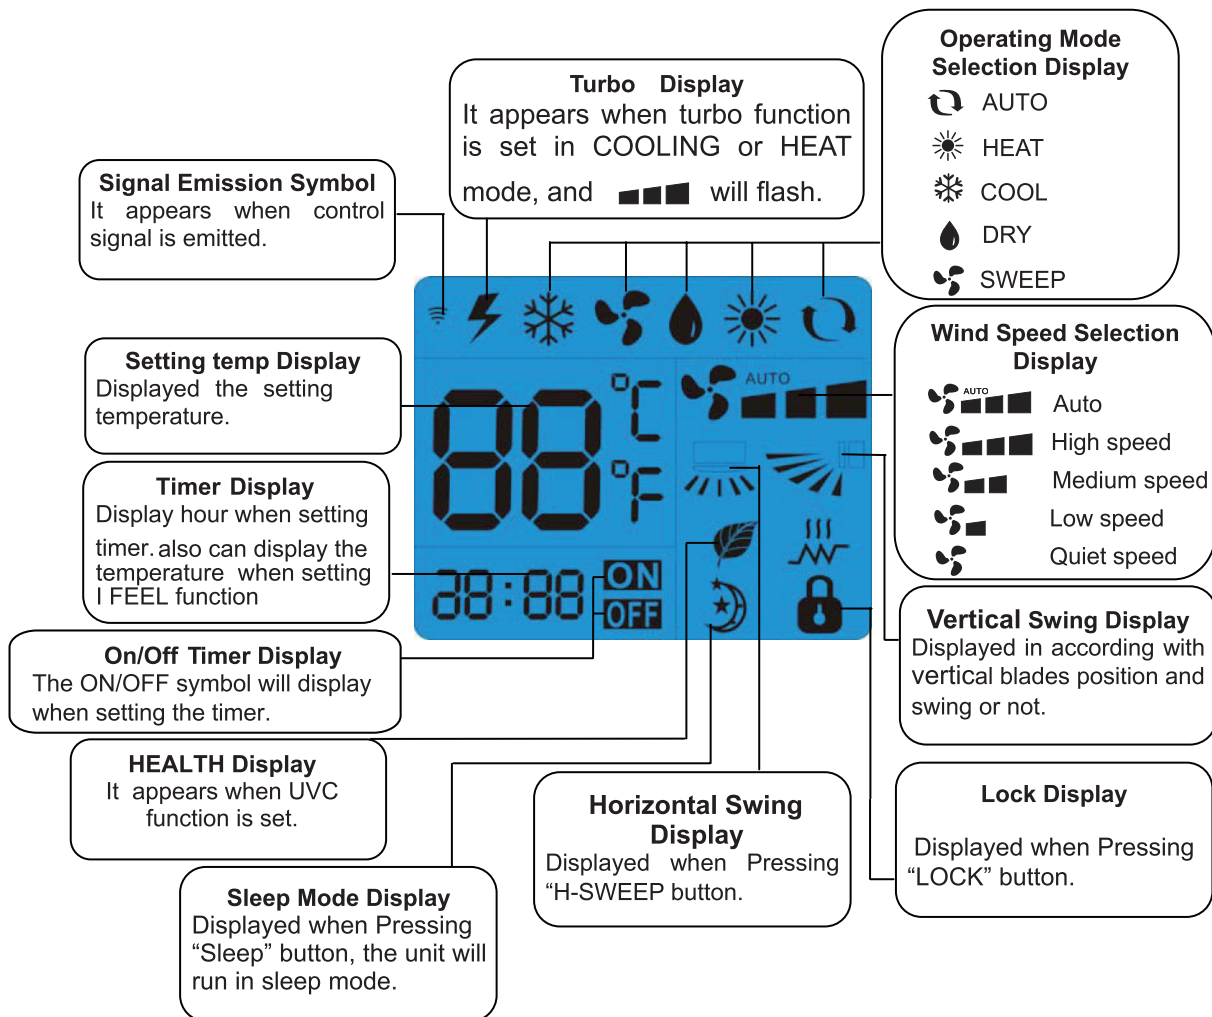 Operating Mode
Selection Display
AUTO
HEAT
COOL
DRY
SWEEP
Turbo Display
It appears when turbo function
is set in COOLING or HEAT
mode, and will flash.
Signal Emission Symbol
It appears when control
signal is emitted.
Setting temp Display
Displayed the setting
temperature.
Timer Display
Display hour when setting
timer. also can display the
temperature when setting
I FEEL function
On/Off Timer Display
The ON/OFF symbol will display
when setting the timer.
HEALTH Display
It appears when UVC
function is set.
Sleep Mode Display
Displayed when Pressing
“Sleep” button, the unit will
run in sleep mode.
88 °C
°F
AUTO
88:88 ON
OFF
Wind Speed Selection
Display
AUTO Auto
High speed
Medium speed
Low speed
Quiet speed
Vertical Swing Display
Displayed in according with
vertical blades position and
swing or not.
Horizontal Swing
Display
Displayed when Pressing
“H-SWEEP button.
Lock Display
Displayed when Pressing
“LOCK” button.